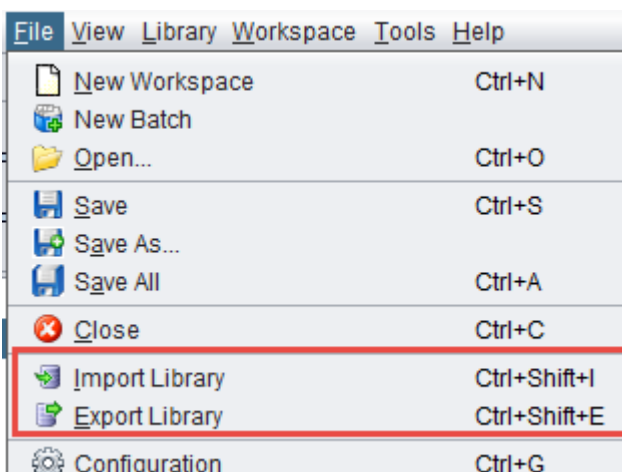 File View Library Workspace Tools Help
New Workspace Ctrl+N
New Batch
Open... Ctrl+O
Save Ctrl+S
Save As...
Save All Ctrl+A
Close Ctrl+C
Import Library Ctrl+Shift+I
Export Library Ctrl+Shift+E
Configuration Ctrl+G